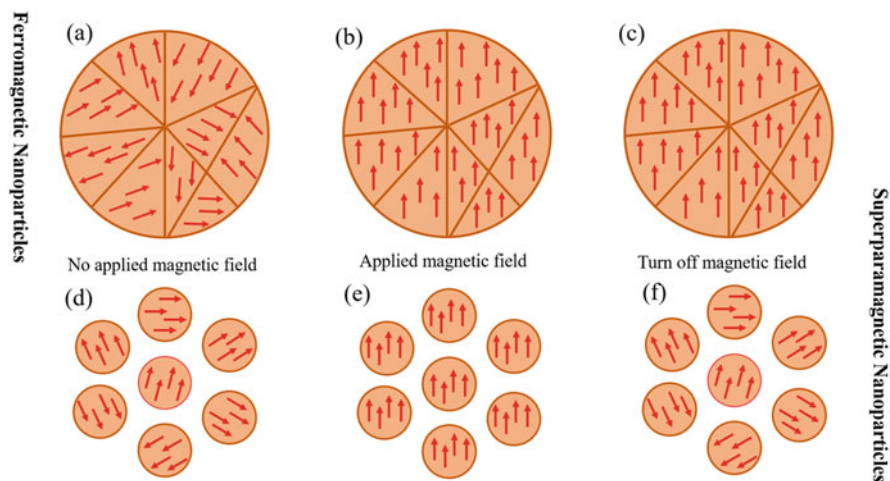 Ferromagnetic Nanoparticles
(a)
(b)
(c)
No applied magnetic field
Applied magnetic field
Turn off magnetic field
(d)
(e)
(f)
Superparamagnetic Nanoparticles